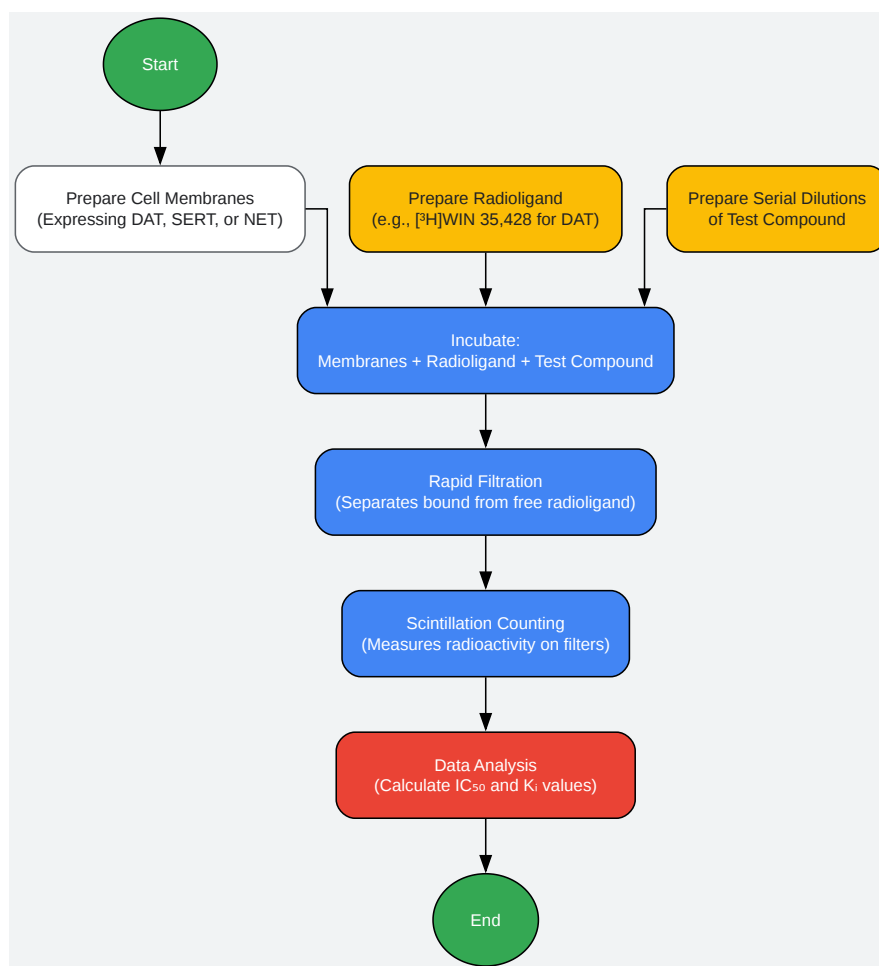 Start
Prepare Cell Membranes
(Expressing DAT, SERT, or NET)
Prepare Radioligand
(e.g., [³H]WIN 35,428 for DAT)
Prepare Serial Dilutions
of Test Compound
Incubate:
Membranes + Radioligand + Test Compound
Rapid Filtration
(Separates bound from free radioligand)
Scintillation Counting
(Measures radioactivity on filters)
Data Analysis
(Calculate IC₅₀ and Kᵢ values)
End